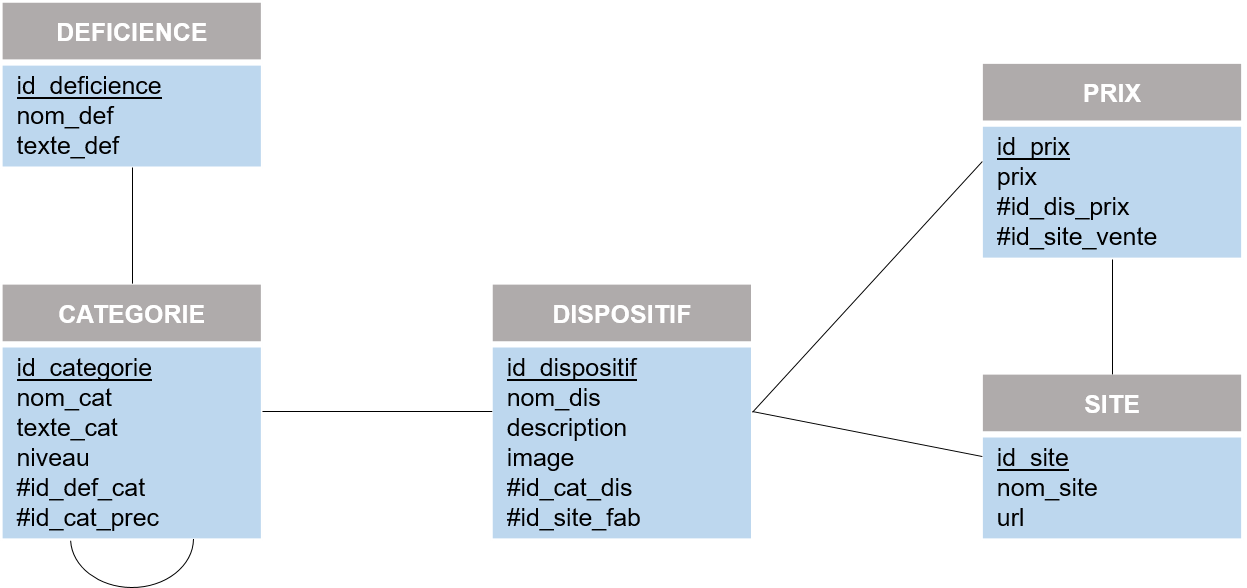 DEFICIENCE
id_deficience
nom_def
texte_def
CATEGORIE
id_categorie
nom_cat
texte_cat
niveau
#id_def_cat
#id_cat_prec
DISPOSITIF
id_dispositif
nom_dis
description
image
#id_cat_dis
#id_site_fab
PRIX
id_prix
prix
#id_dis_prix
#id_site_vente
SITE
id_site
nom_site
url